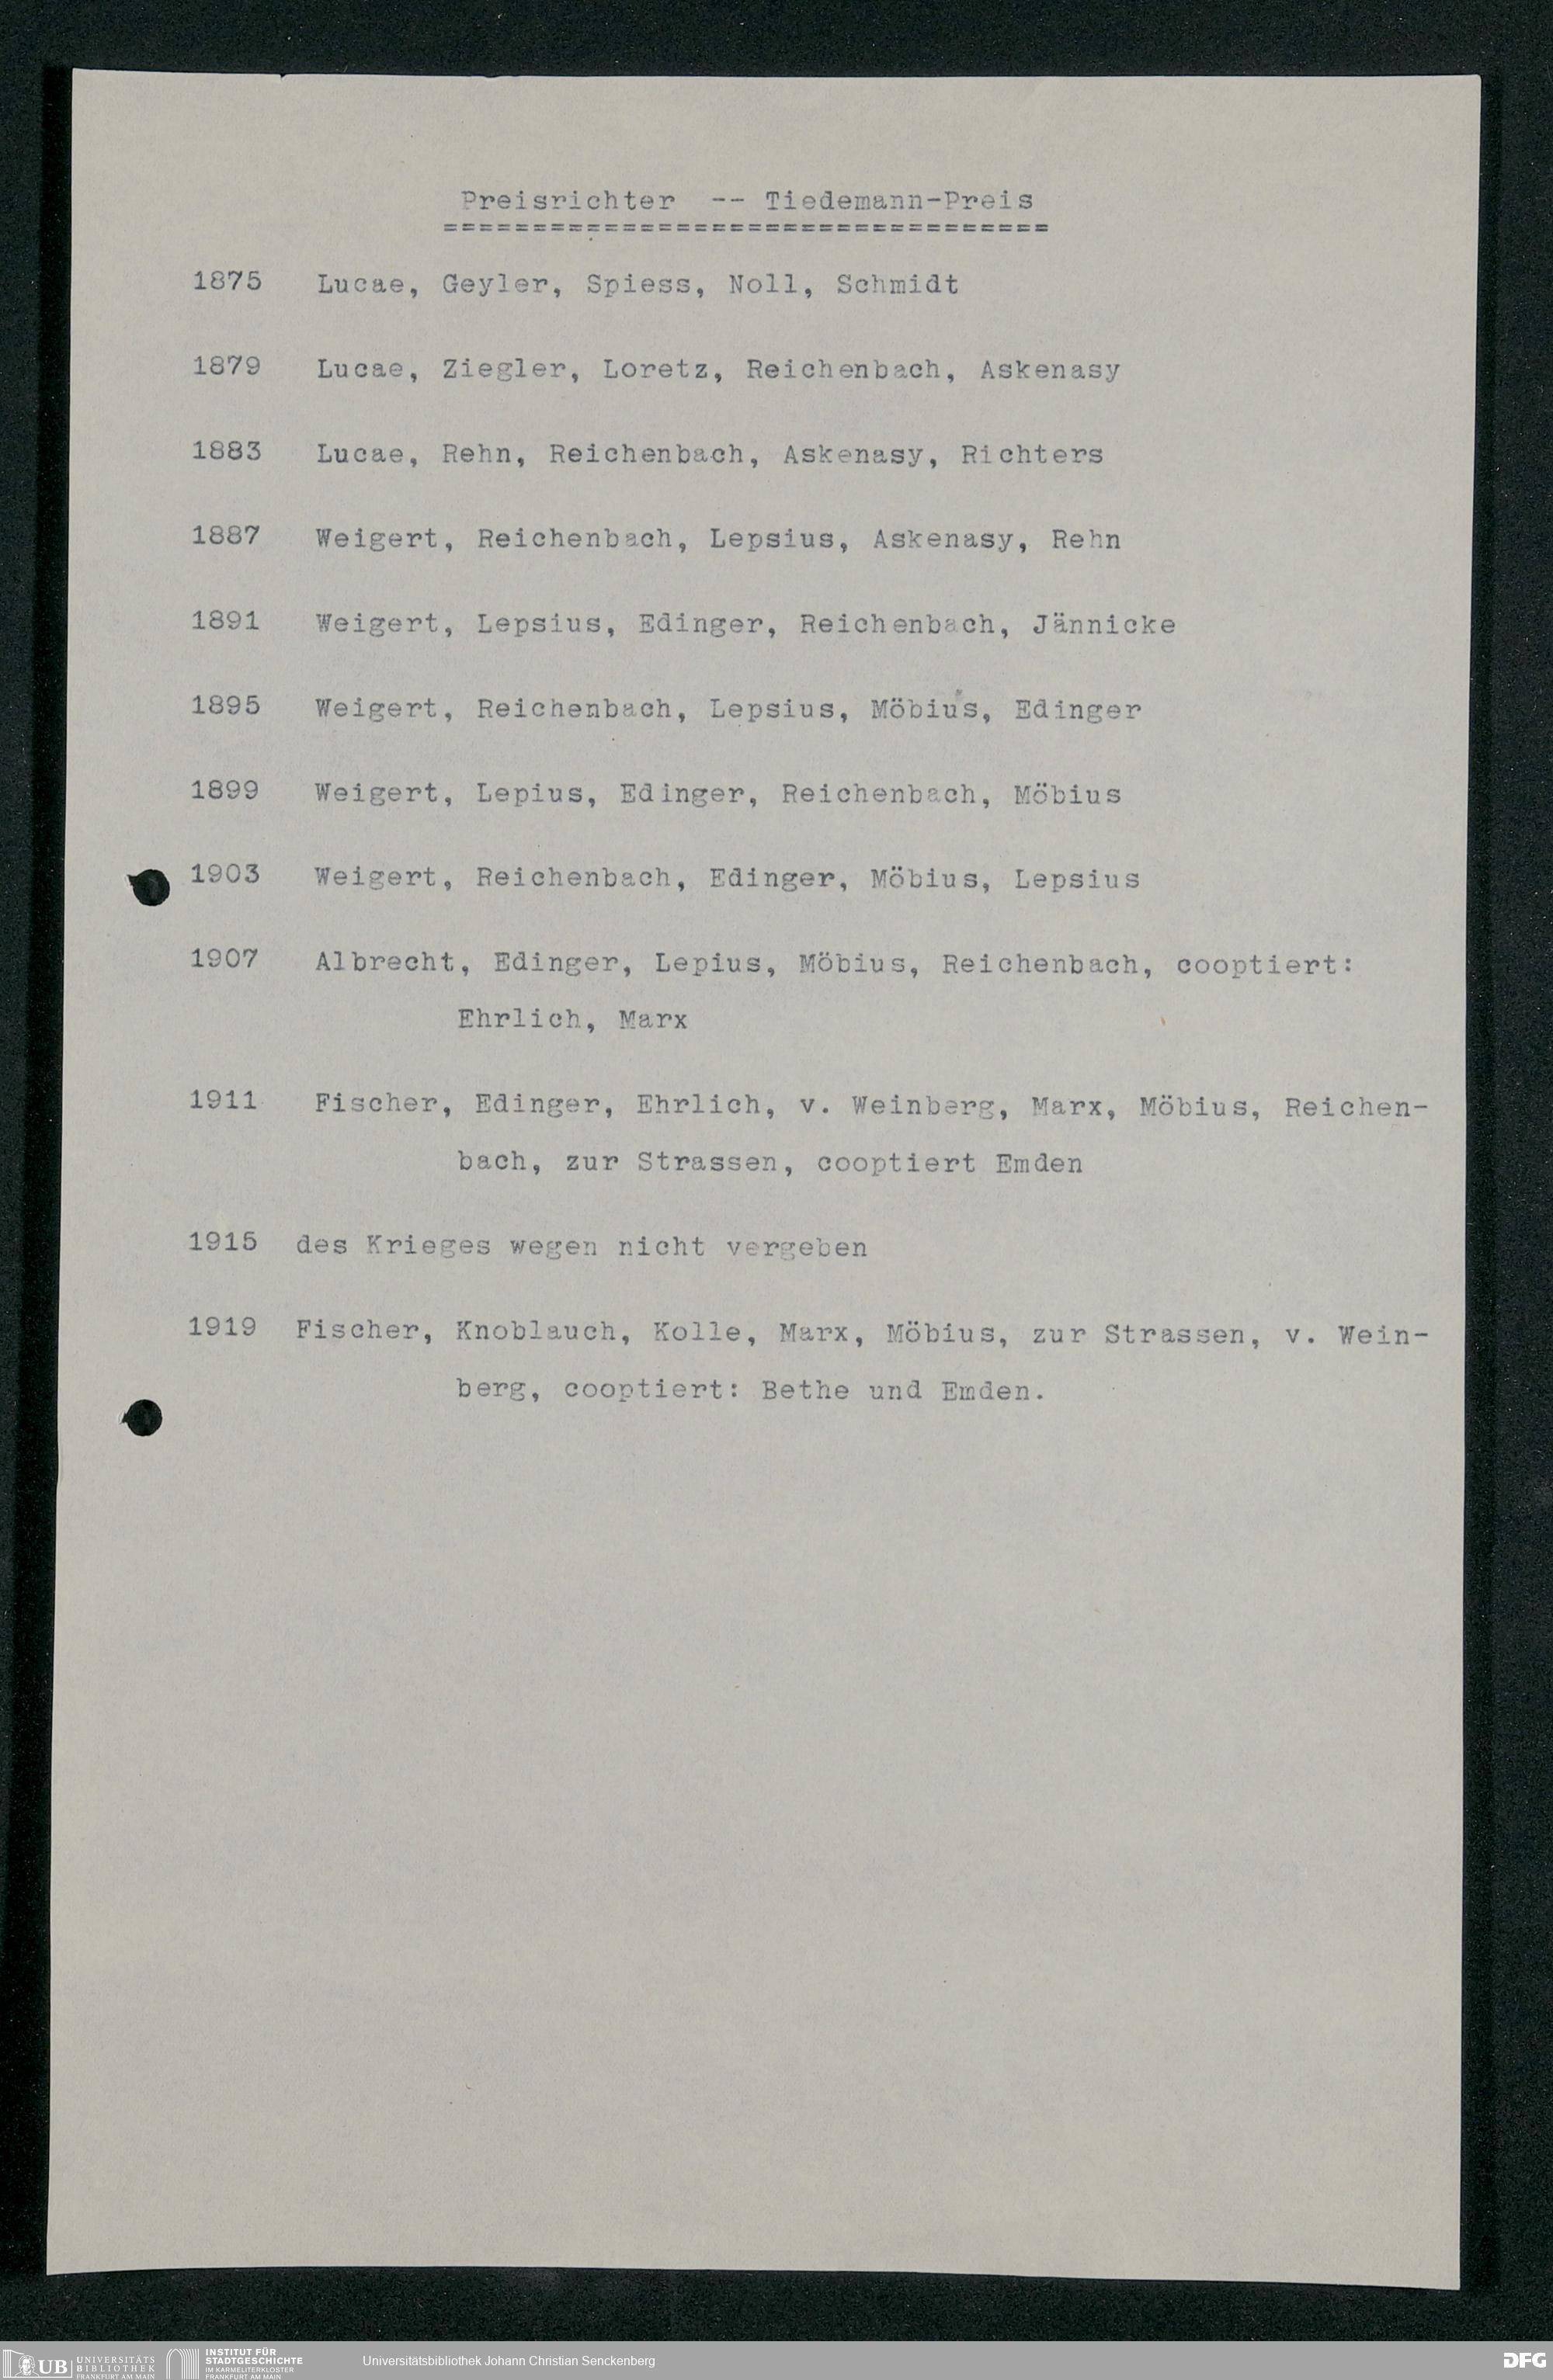 Preisrichter -- Tiedemann-Preis
==================================
1875 Lucae, Geyler, Spiess, Noll, Schmidt
1879 Lucae, Ziegler, Loretz, Reichenbach, Askenasy
1883 Lucae, Rehn, Reichenbach, Askenasy, Richters
1887 Weigert, Reichenbach, Lepsius, Askenasy, Rehn
1891 Weigert, Lepsius, Edinger, Reichenbach, Jännicke
1895 Weigert, Reichenbach, Lepsius, Möbius, Edinger
1899 Weigert, Lepius, Edinger, Reichenbach, Möbius
1903 Weigert, Reichenbach, Edinger, Möbius, Lepsius
1907 Albrecht, Edinger, Lepius, Möbius, Reichenbach, cooptiert:
Ehrlich, Marx
1911 Fischer, Edinger, Ehrlich, v. Weinberg, Marx, Möbius, Reichen-
bach, zur Strassen, cooptiert Emden
1915 des Krieges wegen nicht vergeben
1919 Fischer, Knoblauch, Kolle, Marx, Möbius, zur Strassen, v. Wein-
berg, cooptiert: Bethe und Emden.
UB UNIVERSITÄTS
BIBLIOTHEK
FRANKFURT AM MAIN
INSTITUT FÜR
STADTGESCHICHTE
IM KARMELITERKLOSTER
FRANKFURT AM MAIN
Universitätsbibliothek Johann Christian Senckenberg
DFG